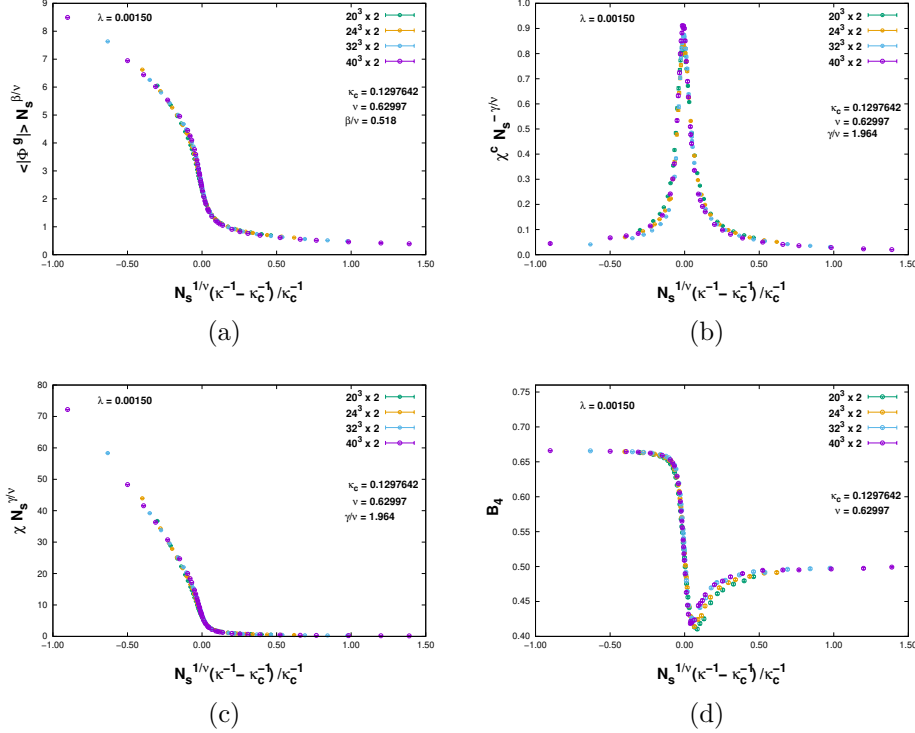 λ = 0.00150
20³ x 2
24³ x 2
32³ x 2
40³ x 2
κc = 0.1297642
ν = 0.62997
β/ν = 0.518
<|Φ^g| > Ns^β/ν
9
8
7
6
5
4
3
2
1
0
−1.00 −0.50 0.00 0.50 1.00 1.50
Ns^1/ν (κ^-1 − κc^-1) /κc^-1
(a)
λ = 0.00150
20³ x 2
24³ x 2
32³ x 2
40³ x 2
κc = 0.1297642
ν = 0.62997
γ/ν = 1.964
χ^c Ns^−γ/ν
1.0
0.9
0.8
0.7
0.6
0.5
0.4
0.3
0.2
0.1
0.0
−1.00 −0.50 0.00 0.50 1.00 1.50
Ns^1/ν (κ^-1 − κc^-1) /κc^-1
(b)
λ = 0.00150
20³ x 2
24³ x 2
32³ x 2
40³ x 2
κc = 0.1297642
ν = 0.62997
γ/ν = 1.964
χ Ns^γ/ν
80
70
60
50
40
30
20
10
0
−1.00 −0.50 0.00 0.50 1.00 1.50
Ns^1/ν (κ^-1 − κc^-1) /κc^-1
(c)
λ = 0.00150
20³ x 2
24³ x 2
32³ x 2
40³ x 2
κc = 0.1297642
ν = 0.62997
B4
0.75
0.70
0.65
0.60
0.55
0.50
0.45
0.40
−1.00 −0.50 0.00 0.50 1.00 1.50
Ns^1/ν (κ^-1 − κc^-1) /κc^-1
(d)